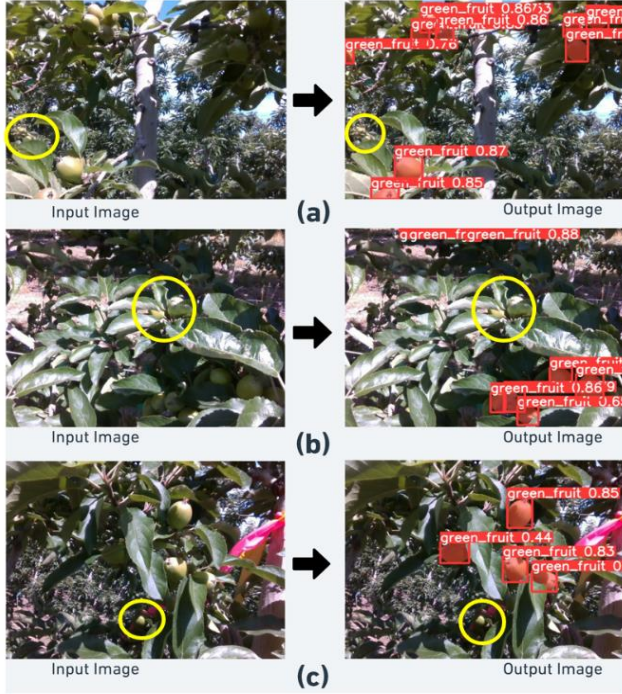 green_fruit 0.86
0.86
green_fruit 0.76
green_fruit 0.87
green_fruit 0.85
Input Image
(a)
Output Image
green_fruit 0.88
0.86
green_fruit
Input Image
(b)
Output Image
green_fruit 0.85
green_fruit 0.44
green_fruit 0.83
green_fruit 0.
Input Image
(c)
Output Image